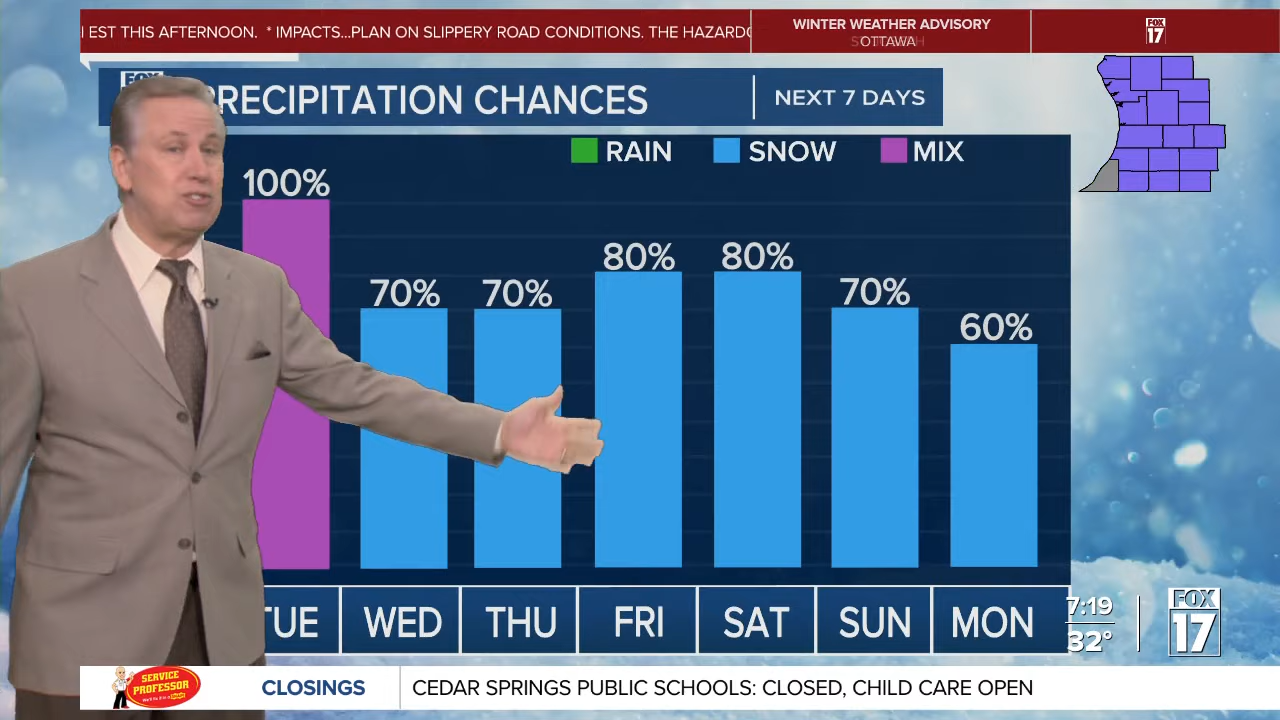 EST THIS AFTERNOON. * IMPACTS...PLAN ON SLIPPERY ROAD CONDITIONS. THE
WINTER WEATHER ADVISORY
OTTAWA
FOX
17
FOX
PRECIPITATION CHANCES
NEXT 7 DAYS
RAIN
SNOW
MIX
100%
70%
70%
80%
80%
70%
60%
TUE
WED
THU
FRI
SAT
SUN
MON
7:19
32°
FOX
17
SERVICE
PROFESSOR
CLOSINGS
CEDAR SPRINGS PUBLIC SCHOOLS: CLOSED, CHILD CARE OPEN